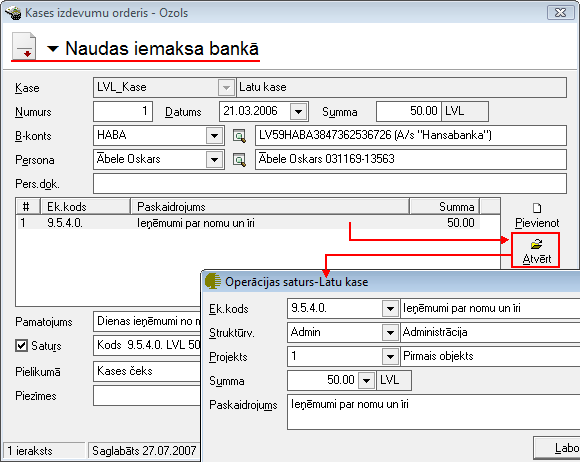 Kases izdevumu orderis - Ozols
Naudas iemaksa bankā
Kase LVL_Kase Latu kase
Numurs 1 Datums 21.03.2006 Summa 50.00 LVL
B-konts HABA LV59HABA3847362536726 (A/s "Hansabanka")
Persona Ābele Oskars Ābele Oskars 031169-13563
Pers.dok.
# Ek.kods Paskaidrojums Summa
1 9.5.4.0. Ieņēmumi par nomu un īri 50.00
Pievienot
Atvērt
Operācijas saturs-Latu kase
Ek.kods 9.5.4.0. Ieņēmumi par nomu un īri
Struktūrv. Admin Administrācija
Projekts 1 Pirmais objekts
Summa 50.00 LVL
Paskaidrojums Ieņēmumi par nomu un īri
Labo
Pamatojums Dienas ieņēmumi no n
Saturs Kods 9.5.4.0. LVL 50
Pielikumā Kases čeks
Piezīmes
1 ieraksts Saglabāts 27.07.2007